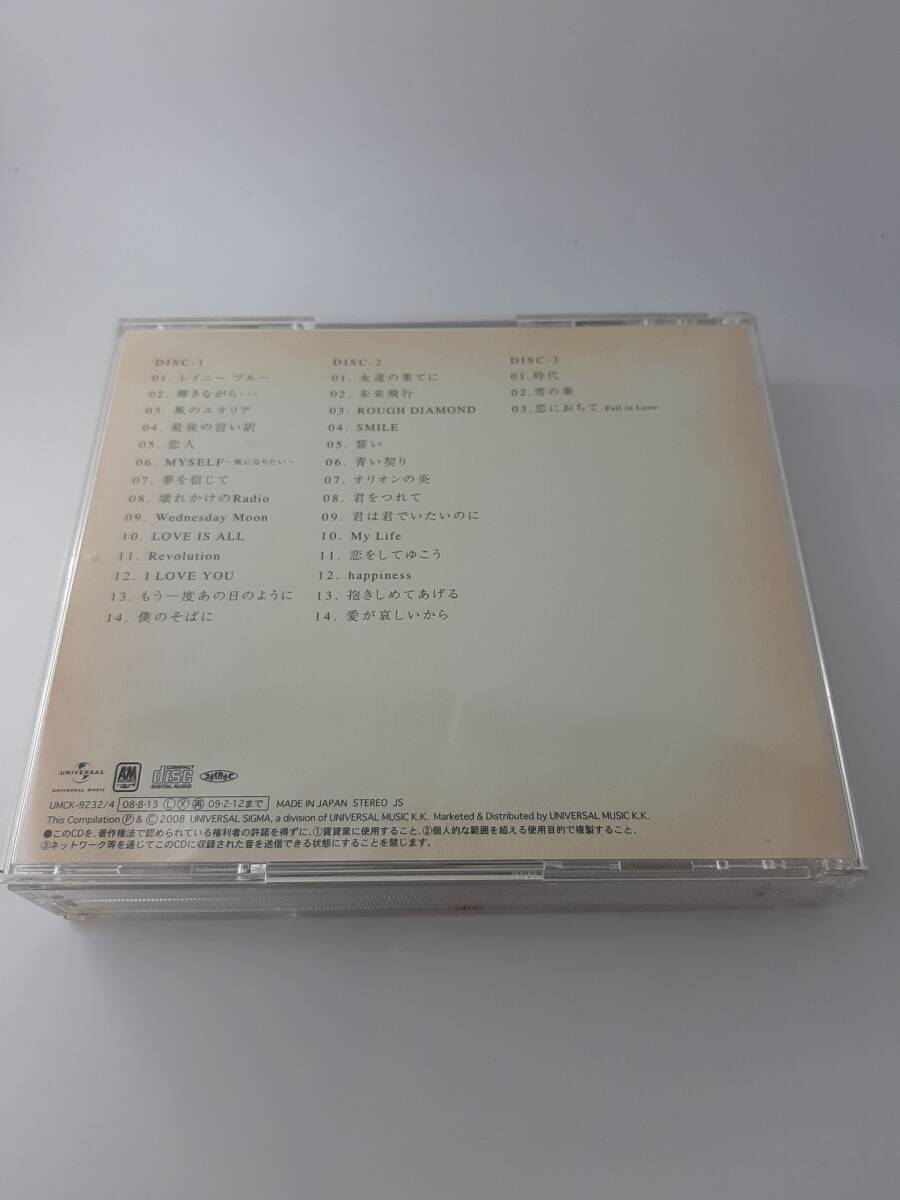 DISC-1
01. レイニー ブルー
02. 輝きながら・・・
03. 風のエオリア
04. 最後の言い訳
05. 恋人
06. MYSELF～風になりたい～
07. 夢を信じて
08. 壊れかけのRadio
09. Wednesday Moon
10. LOVE IS ALL
11. Revolution
12. I LOVE YOU
13. もう一度あの日のように
14. 僕のそばに
DISC-2
01. 永遠の果てに
02. 未来飛行
03. ROUGH DIAMOND
04. SMILE
05. 誓い
06. 青い契り
07. オリオンの炎
08. 君をつれて
09. 君は君でいたいのに
10. My Life
11. 恋をしてゆこう
12. happiness
13. 抱きしめてあげる
14. 愛が哀しいから
DISC-3
01. 時代
02. 雪の華
03. 恋におちて -Fall in Love-
UNIVERSAL
UNIVERSAL MUSIC
AM
COMPACT
disc
DIGITAL AUDIO
JASRAC
UMCK-9232/4 08・8・13 Ⓛ Ⓧ 再 09・2・12まで MADE IN JAPAN STEREO JS
This Compilation Ⓟ & Ⓒ 2008 UNIVERSAL SIGMA, a division of UNIVERSAL MUSIC K.K. Marketed & Distributed by UNIVERSAL MUSIC K.K.
●このCDを、著作権法で認められている権利者の許諾を得ずに、①賃貸業に使用すること、②個人的な範囲を超える使用目的で複製すること、
③ネットワーク等を通じてこのCDに収録された音を送信できる状態にすることを禁じます。